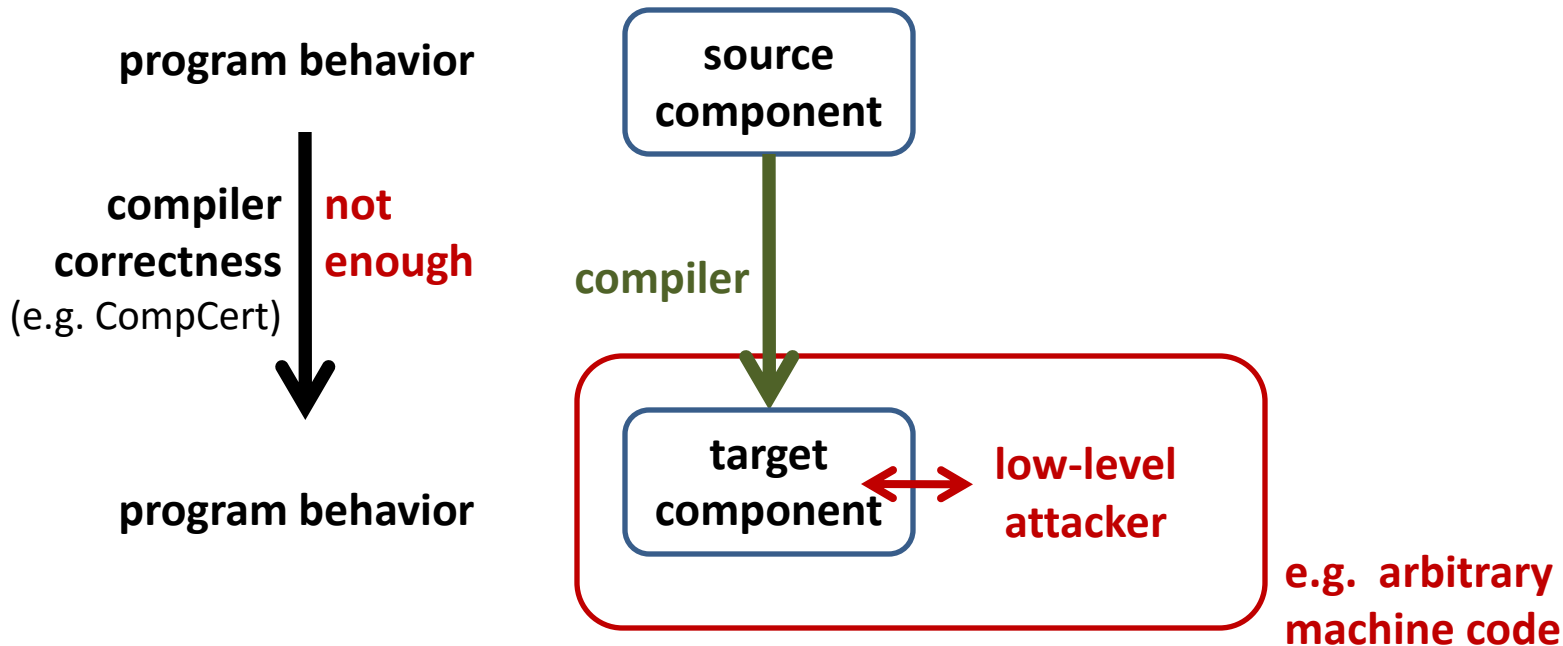 program behavior
source
component
compiler
correctness
(e.g. CompCert)
not
enough
compiler
target
component
low-level
attacker
program behavior
e.g. arbitrary
machine code